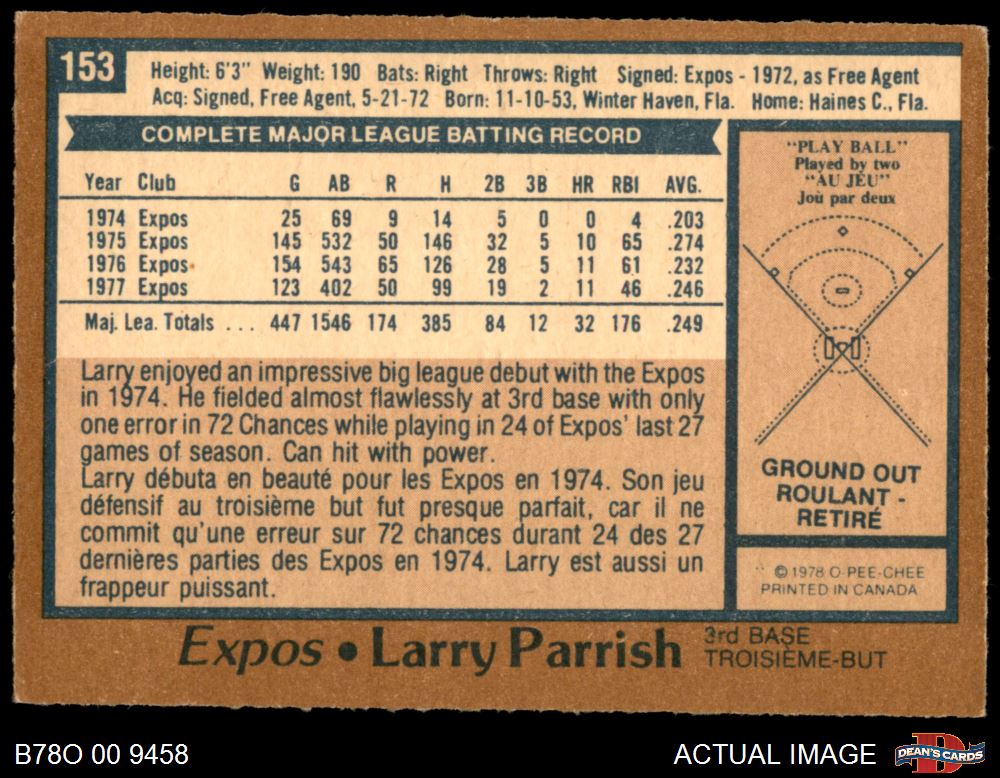 153
Height: 6'3" Weight: 190 Bats: Right Throws: Right Signed: Expos - 1972, as Free Agent
Acq: Signed, Free Agent, 5-21-72 Born: 11-10-53, Winter Haven, Fla. Home: Haines C., Fla.
COMPLETE MAJOR LEAGUE BATTING RECORD
Year Club G AB R H 2B 3B HR RBI AVG.
1974 Expos 25 69 9 14 5 0 0 4 .203
1975 Expos 145 532 50 146 32 5 10 65 .274
1976 Expos 154 543 65 126 28 5 11 61 .232
1977 Expos 123 402 50 99 19 2 11 46 .246
Maj. Lea. Totals ... 447 1546 174 385 84 12 32 176 .249
Larry enjoyed an impressive big league debut with the Expos
in 1974. He fielded almost flawlessly at 3rd base with only
one error in 72 Chances while playing in 24 of Expos' last 27
games of season. Can hit with power.
Larry débuta en beauté pour les Expos en 1974. Son jeu
défensif au troisième but fut presque parfait, car il ne
commit qu'une erreur sur 72 chances durant 24 des 27
dernières parties des Expos en 1974. Larry est aussi un
frappeur puissant.
"PLAY BALL"
Played by two
"AU JEU"
Joù par deux
GROUND OUT
ROULANT -
RETIRÉ
© 1978 O-PEE-CHEE
PRINTED IN CANADA
Expos • Larry Parrish
3rd BASE
TROISIÈME-BUT
B78O 00 9458
ACTUAL IMAGE
DEAN'S CARDS